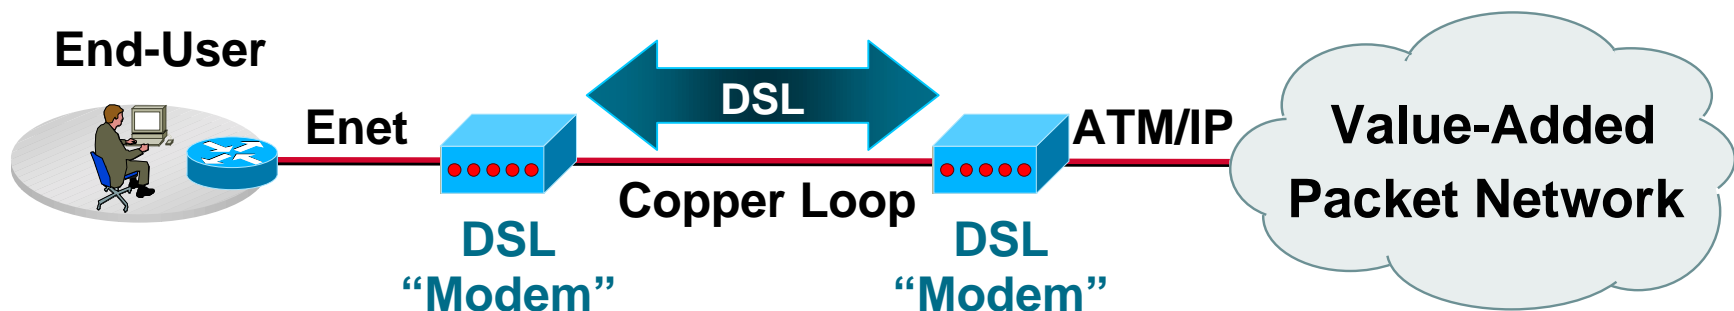 End-User
Enet
DSL
“Modem”
DSL
Copper Loop
DSL
“Modem”
ATM/IP
Value-Added
Packet Network